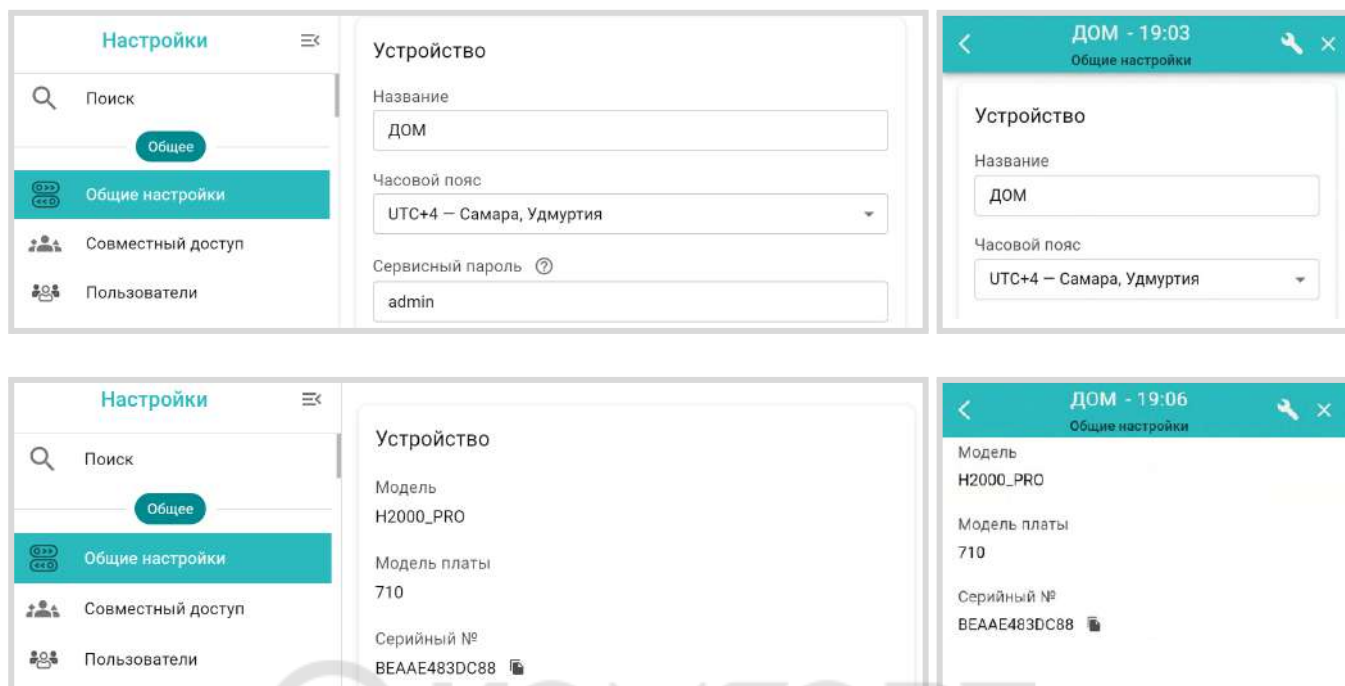 Настройки
Поиск
Общее
Общие настройки
Совместный доступ
Пользователи
Устройство
Название
ДОМ
Часовой пояс
UTC+4 — Самара, Удмуртия
Сервисный пароль
admin
ДОМ - 19:03
Общие настройки
Устройство
Название
ДОМ
Часовой пояс
UTC+4 — Самара, Удмуртия
Настройки
Поиск
Общее
Общие настройки
Совместный доступ
Пользователи
Устройство
Модель
H2000_PRO
Модель платы
710
Серийный №
BEAAE483DC88
ДОМ - 19:06
Общие настройки
Модель
H2000_PRO
Модель платы
710
Серийный №
BEAAE483DC88